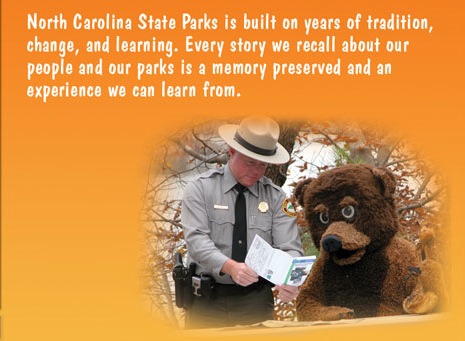 North Carolina State Parks is built on years of tradition,
change, and learning. Every story we recall about our
people and our parks is a memory preserved and an
experience we can learn from.